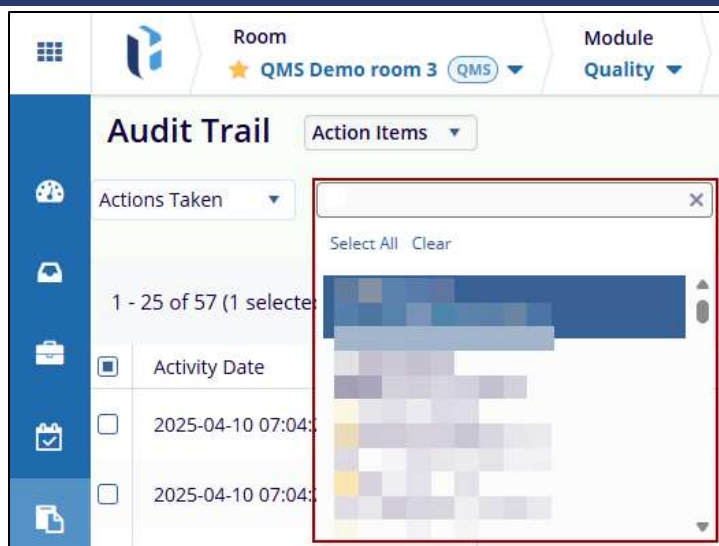 Room
QMS Demo room 3 QMS
Module
Quality
Audit Trail
Action Items
Actions Taken
Select All Clear
1 - 25 of 57 (1 selecte
Activity Date
2025-04-10 07:04:
2025-04-10 07:04: